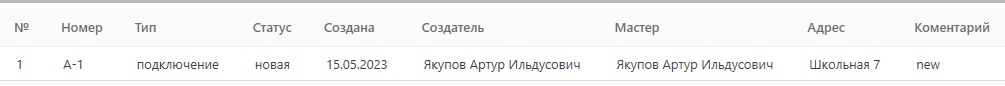 № Номер Тип Статус Создана Создатель Мастер Адрес Коментарий
1 А-1 подключение новая 15.05.2023 Якупов Артур Ильдусович Якупов Артур Ильдусович Школьная 7 new